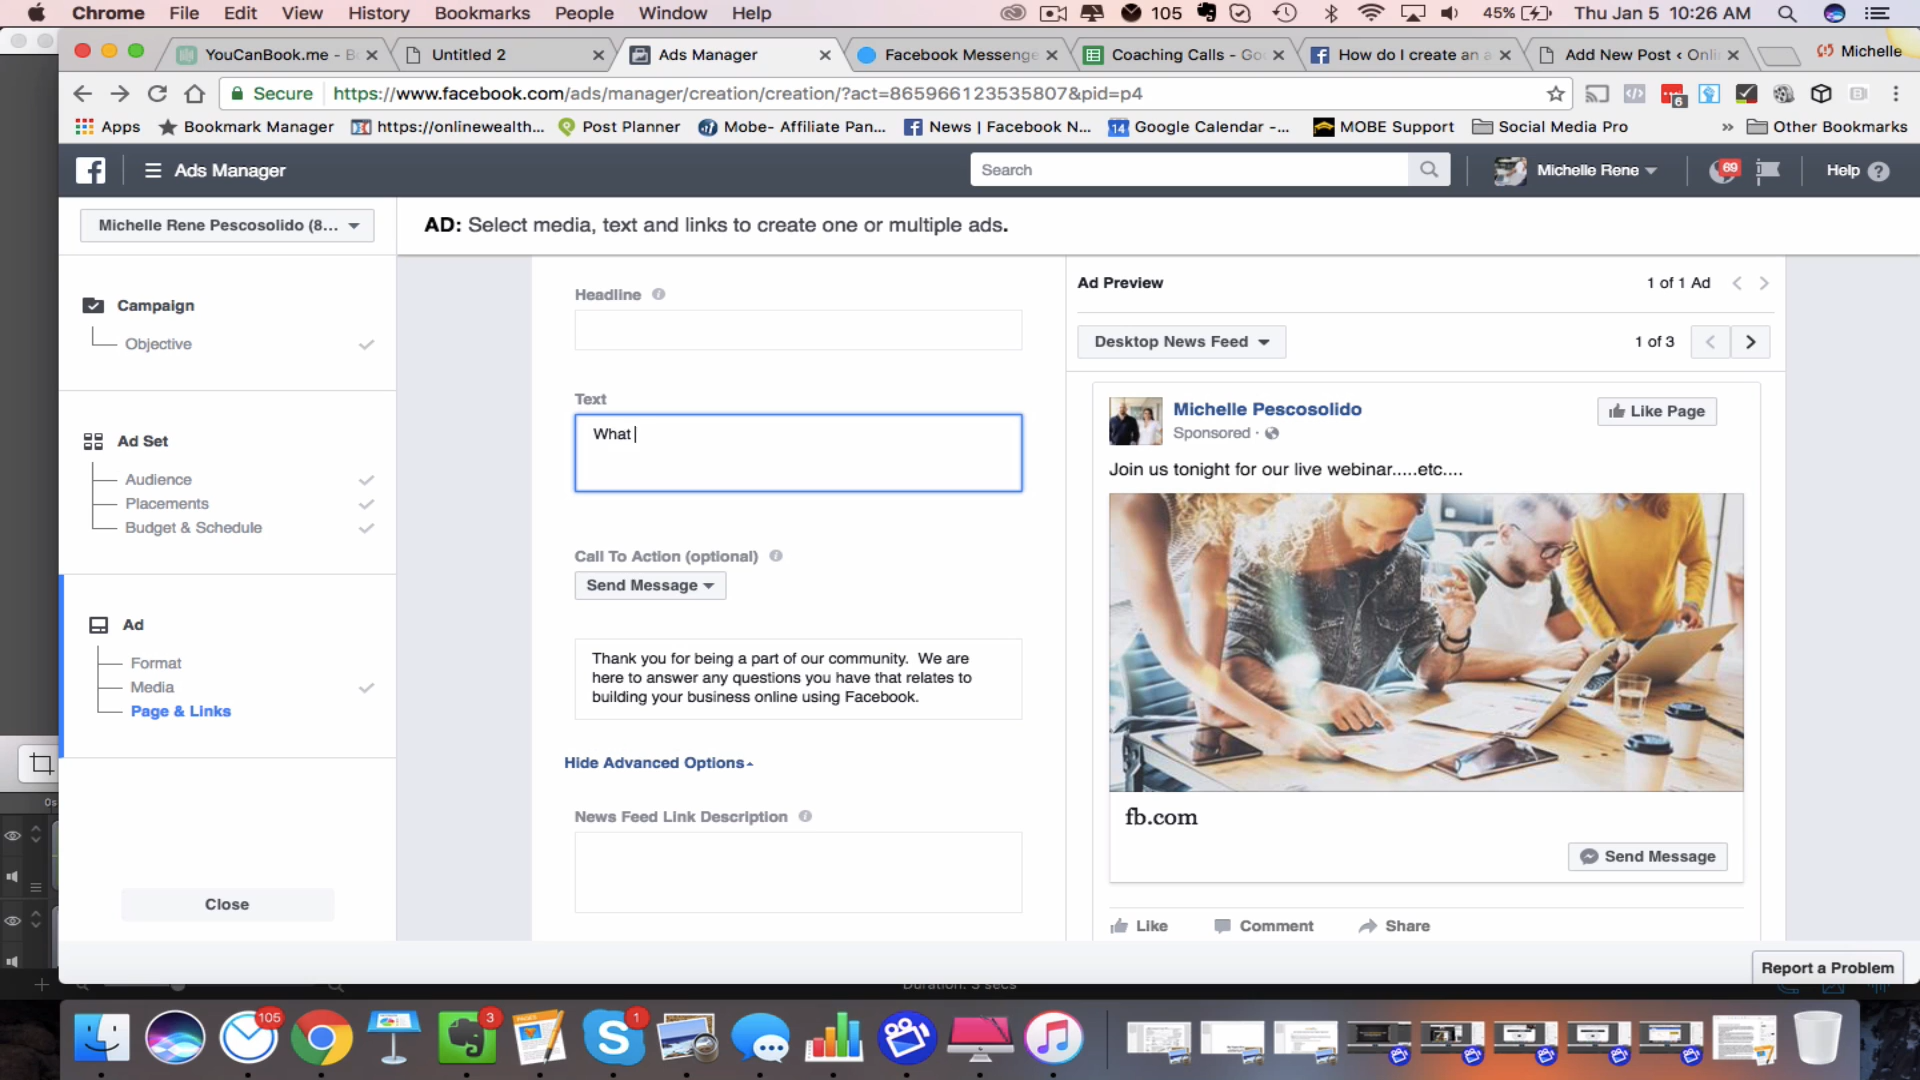 Chrome File Edit View History Bookmarks People Window Help 105 45% Thu Jan 5 10:26 AM
YouCanBook.me - B Untitled 2 Ads Manager Facebook Messenge Coaching Calls - Go How do I create an a Add New Post ‹ Onli Michelle
Secure https://www.facebook.com/ads/manager/creation/creation/?act=865966123535807&pid=p4 6
Apps Bookmark Manager https://onlinewealth... Post Planner Mobe- Affiliate Pan... News | Facebook N... 14 Google Calendar -... MOBE Support Social Media Pro » Other Bookmarks
Ads Manager Search Michelle Rene 69 Help
Michelle Rene Pescosolido (8... AD: Select media, text and links to create one or multiple ads.
Campaign
Objective
Ad Set
Audience
Placements
Budget & Schedule
Ad
Format
Media
Page & Links
Close
Headline
Text
What
Call To Action (optional)
Send Message
Thank you for being a part of our community. We are
here to answer any questions you have that relates to
building your business online using Facebook.
Hide Advanced Options
News Feed Link Description
Ad Preview 1 of 1 Ad
Desktop News Feed 1 of 3
Michelle Pescosolido Like Page
Sponsored ·
Join us tonight for our live webinar.....etc....
fb.com
Send Message
Like Comment Share
Report a Problem
0s
Duration: 3 secs
105 3 1